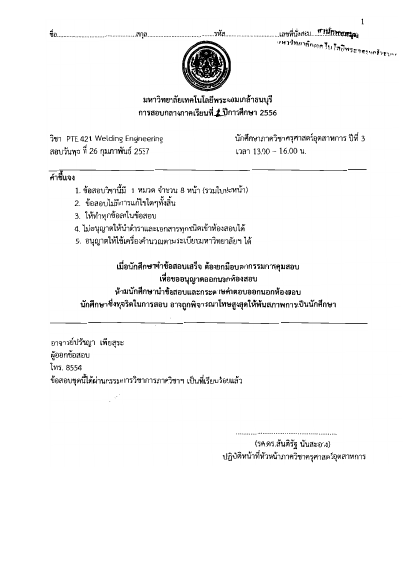 1
ชื่อ สกุล รหัส เลขที่นั่งสอบ
มหาวิทยาลัยเทคโนโลยีพระจอมเกล้าธนบุรี
การสอบกลางภาคเรียนที่ 2 ปีการศึกษา 2556
วิชา PTE 421 Welding Engineering นักศึกษาภาควิชาครุศาสตร์อุตสาหการ ปีที่ 3
สอบวันพุธ ที่ 26 กุมภาพันธ์ 2557 เวลา 13.00 - 16.00 น.
คำชี้แจง
1. ข้อสอบวิชานี้มี 1 หมวด จำนวน 8 หน้า (รวมใบปะหน้า)
2. ข้อสอบไม่มีการแก้ไขใดๆทั้งสิ้น
3. ให้ทำทุกข้อลงในข้อสอบ
4. ไม่อนุญาตให้นำตำราและเอกสารทุกชนิดเข้าห้องสอบได้
5. อนุญาตให้ใช้เครื่องคำนวณตามระเบียบมหาวิทยาลัยฯ ได้
เมื่อนักศึกษาทำข้อสอบเสร็จ ต้องยกมือบอกกรรมการคุมสอบ
เพื่อขออนุญาตออกนอกห้องสอบ
ห้ามนักศึกษานำข้อสอบและกระดาษคำตอบออกนอกห้องสอบ
นักศึกษาซึ่งทุจริตในการสอบ อาจถูกพิจารณาโทษสูงสุดให้พ้นสภาพการเป็นนักศึกษา
อาจารย์ปรัชญา เพียสุระ
ผู้ออกข้อสอบ
โทร. 8554
ข้อสอบชุดนี้ได้ผ่านกรรมการวิชาการภาควิชาฯ เป็นที่เรียบร้อยแล้ว
(รศ.ดร.สันติรัฐ นันสะอาง)
ปฏิบัติหน้าที่หัวหน้าภาควิชาครุศาสตร์อุตสาหการ